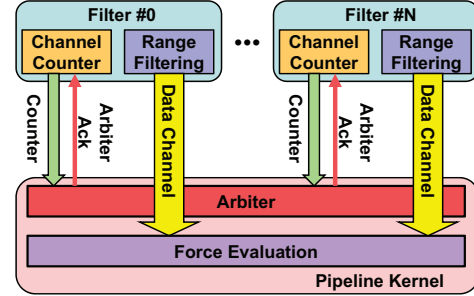 Filter #0
Channel
Counter
Range
Filtering
•••
Filter #N
Channel
Counter
Range
Filtering
Counter
Arbiter
Ack
Data Channel
Counter
Arbiter
Ack
Data Channel
Arbiter
Force Evaluation
Pipeline Kernel